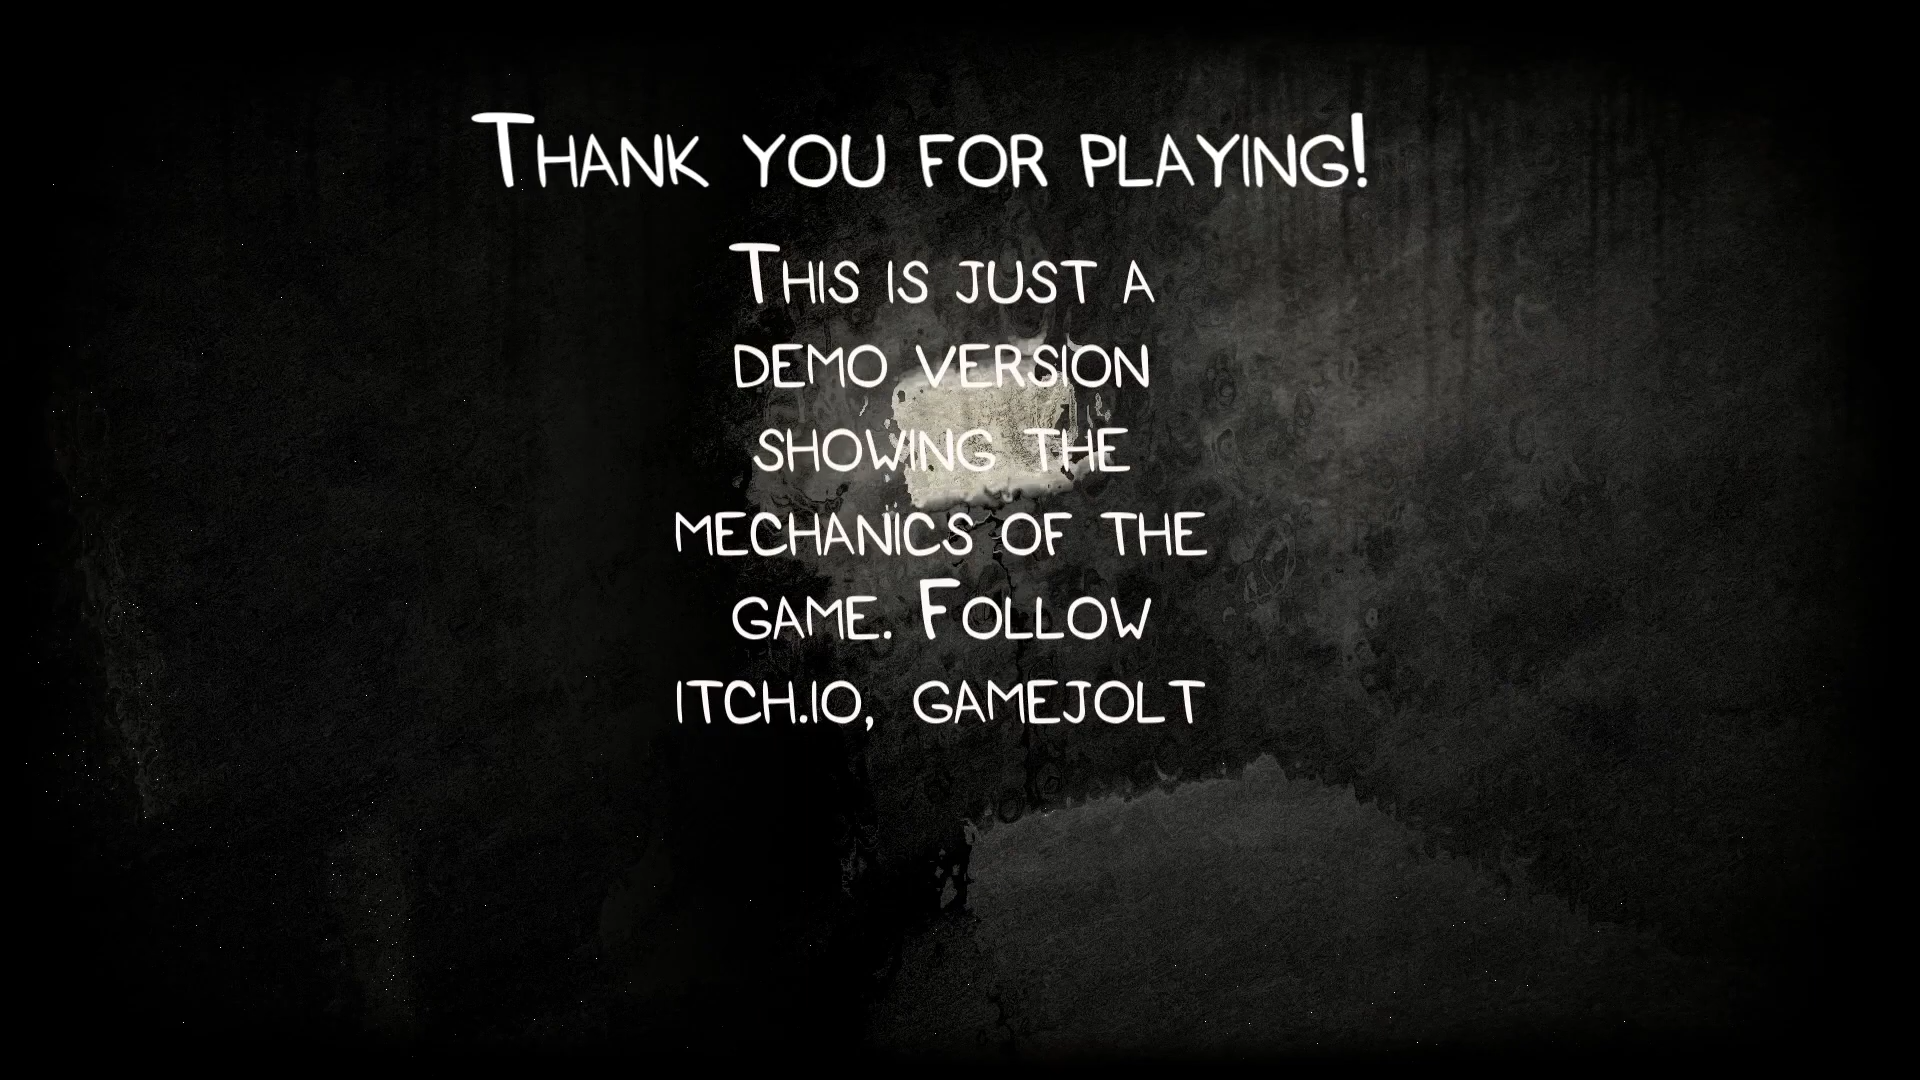 Thank you for playing!
This is just a
demo version
showing the
mechanics of the
game. Follow
itch.io, gamejolt